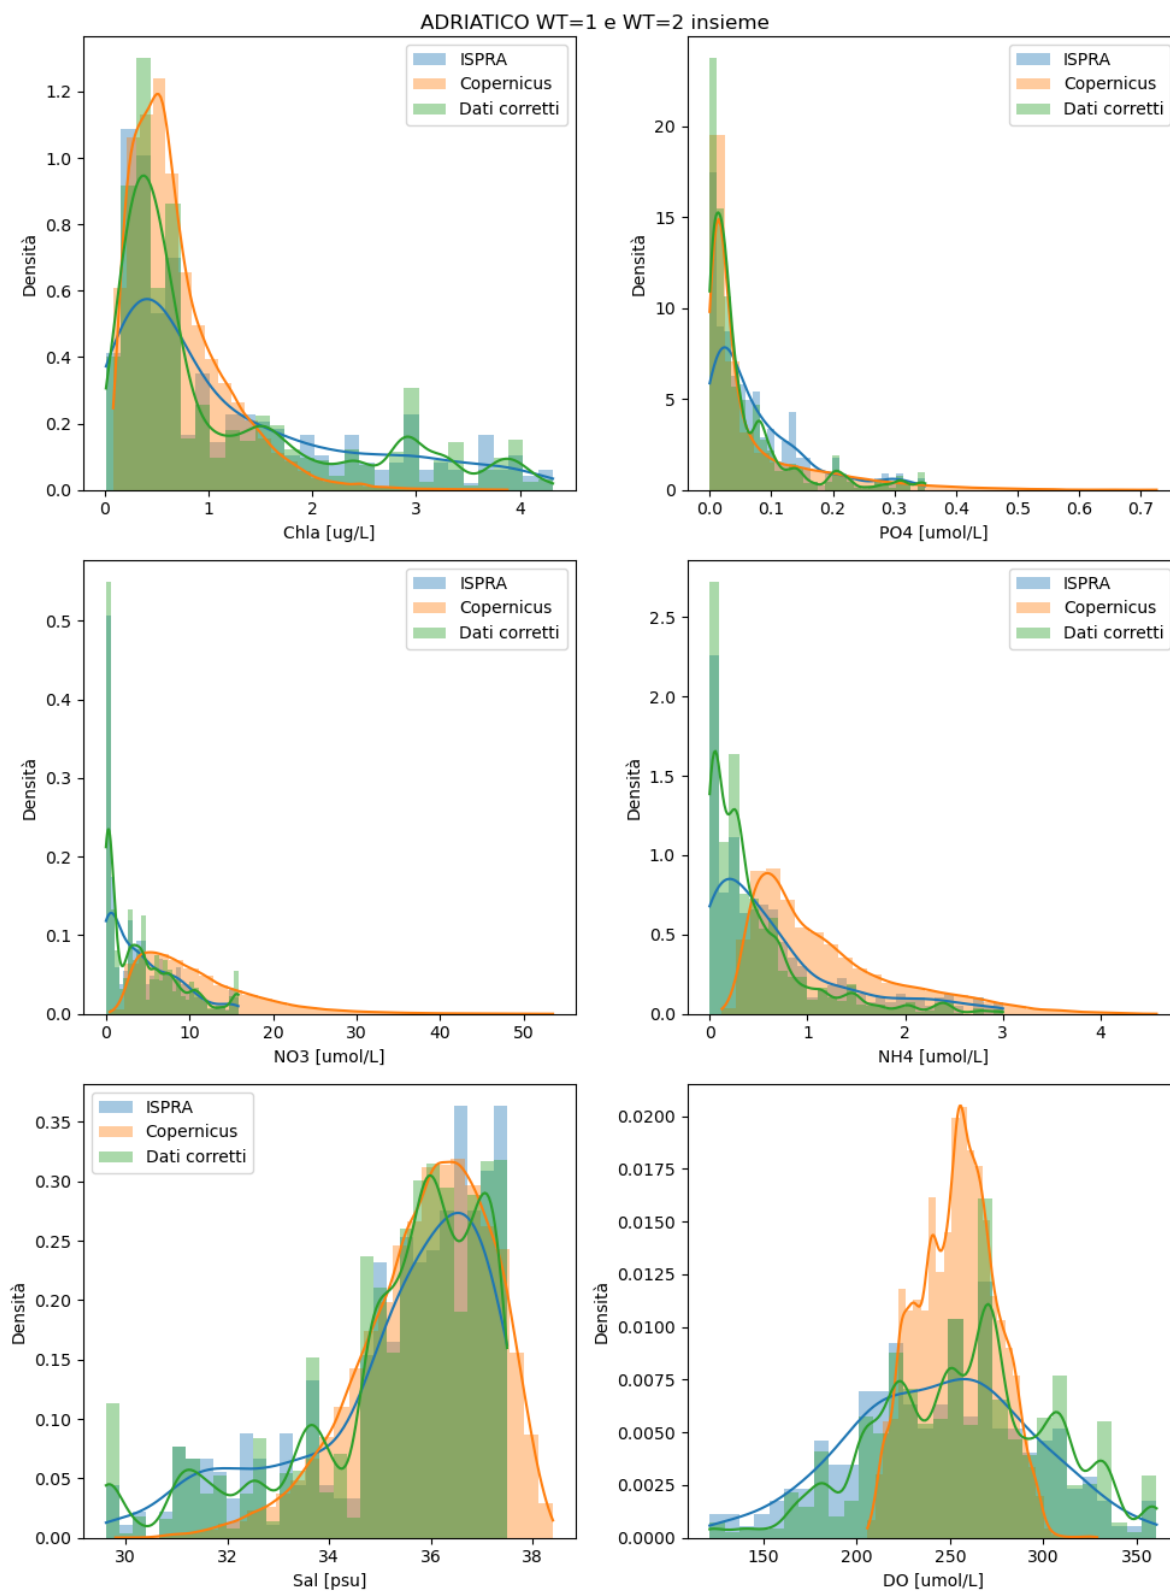 ADRIATICO WT=1 e WT=2 insieme
1.2
1.0
0.8
0.6
0.4
0.2
0.0
Densità
ISPRA
Copernicus
Dati corretti
0 1 2 3 4
Chla [ug/L]
20
15
10
5
0
Densità
ISPRA
Copernicus
Dati corretti
0.0 0.1 0.2 0.3 0.4 0.5 0.6 0.7
PO4 [umol/L]
0.5
0.4
0.3
0.2
0.1
0.0
Densità
ISPRA
Copernicus
Dati corretti
0 10 20 30 40 50
NO3 [umol/L]
2.5
2.0
1.5
1.0
0.5
0.0
Densità
ISPRA
Copernicus
Dati corretti
0 1 2 3 4
NH4 [umol/L]
0.35
0.30
0.25
0.20
0.15
0.10
0.05
0.00
Densità
ISPRA
Copernicus
Dati corretti
30 32 34 36 38
Sal [psu]
0.0200
0.0175
0.0150
0.0125
0.0100
0.0075
0.0050
0.0025
0.0000
Densità
150 200 250 300 350
DO [umol/L]